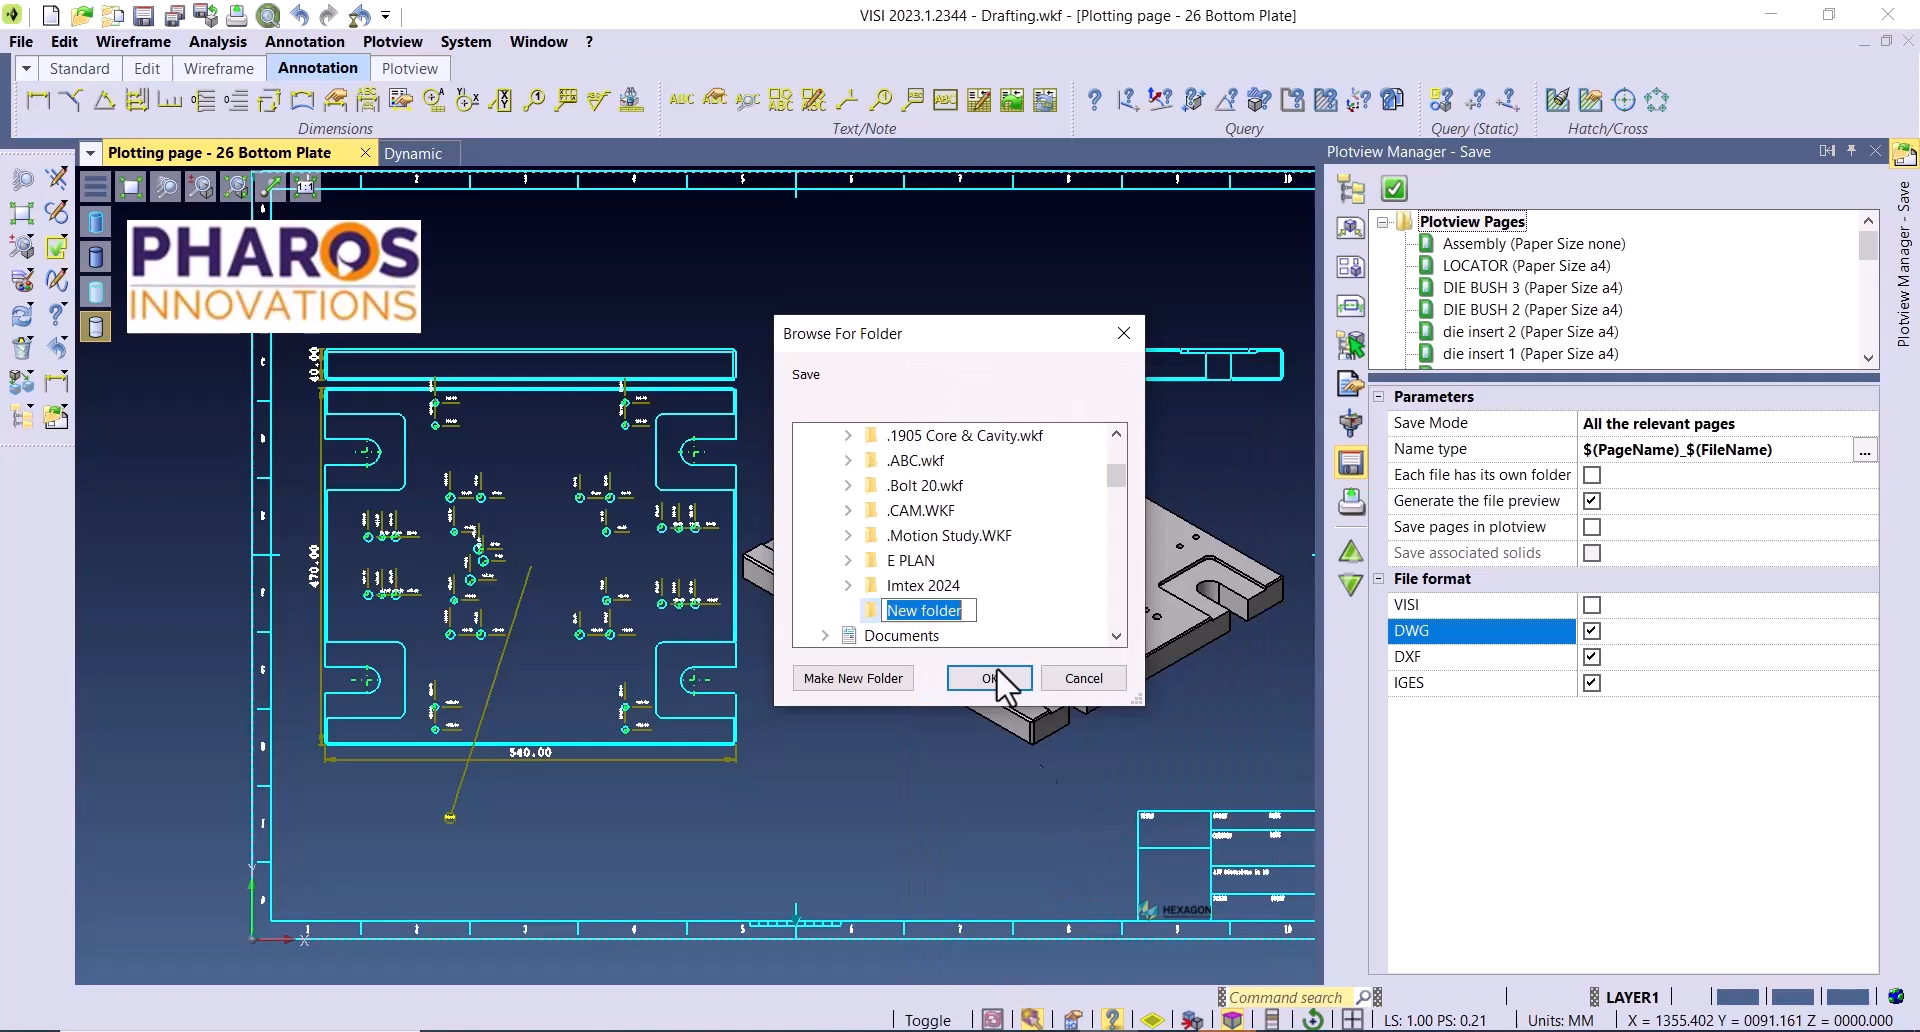 VISI 2023.1.2344 - Drafting.wkf - [Plotting page - 26 Bottom Plate]
File Edit Wireframe Analysis Annotation Plotview System Window ?
Standard Edit Wireframe Annotation Plotview
Dimensions Text/Note Query Query (Static) Hatch/Cross
Plotting page - 26 Bottom Plate
Dynamic
Plotview Manager - Save
PHAROS
INNOVATIONS
Plotview Pages
Assembly (Paper Size none)
LOCATOR (Paper Size a4)
DIE BUSH 3 (Paper Size a4)
DIE BUSH 2 (Paper Size a4)
die insert 2 (Paper Size a4)
die insert 1 (Paper Size a4)
Plotview Manager - Save
Browse For Folder
Save
.1905 Core & Cavity.wkf
.ABC.wkf
.Bolt 20.wkf
.CAM.WKF
.Motion Study.WKF
E PLAN
Imtex 2024
New folder
Documents
Make New Folder OK Cancel
Parameters
Save Mode All the relevant pages
Name type $(PageName)_$(FileName) ...
Each file has its own folder
Generate the file preview
Save pages in plotview
Save associated solids
File format
VISI
DWG
DXF
IGES
40.00
470.00
540.00
1:1
HEXAGON
X
Command search
LAYER1
Toggle
LS: 1.00 PS: 0.21
Units: MM
X = 1355.402 Y = 0091.161 Z = 0000.000